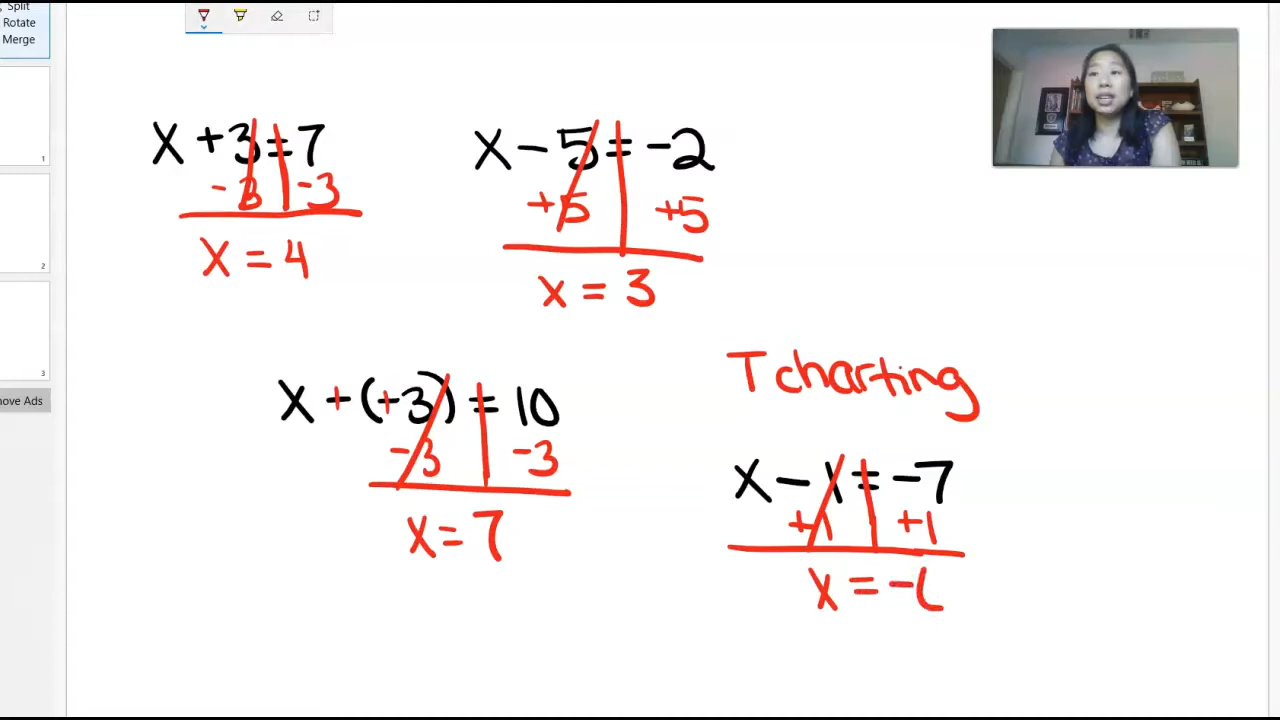 Split
Rotate
Merge
1
2
3
ove Ads
x + 3 = 7
- 3 - 3
x = 4
x - 5 = -2
+5 +5
x = 3
x + (+3) = 10
-3 -3
x = 7
T charting
x - 1 = -7
+1 +1
x = -